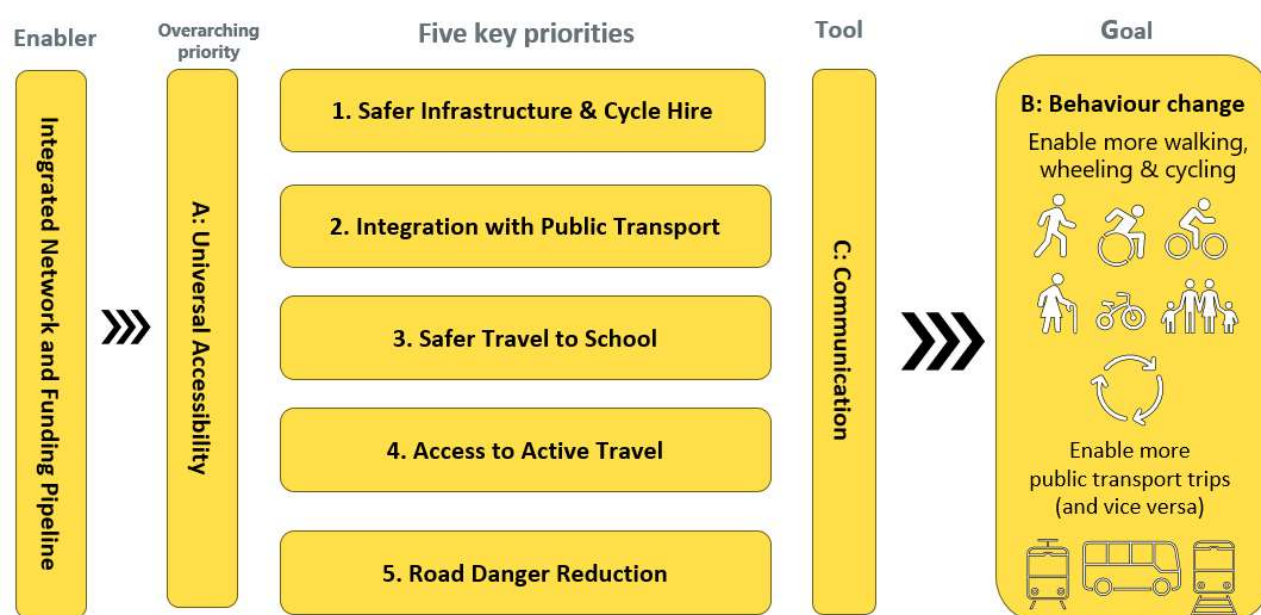 Enabler
Overarching
priority
Five key priorities
Tool
Goal
Integrated Network and Funding Pipeline
A: Universal Accessibility
1. Safer Infrastructure & Cycle Hire
2. Integration with Public Transport
3. Safer Travel to School
4. Access to Active Travel
5. Road Danger Reduction
C: Communication
B: Behaviour change
Enable more walking,
wheeling & cycling
Enable more
public transport trips
(and vice versa)